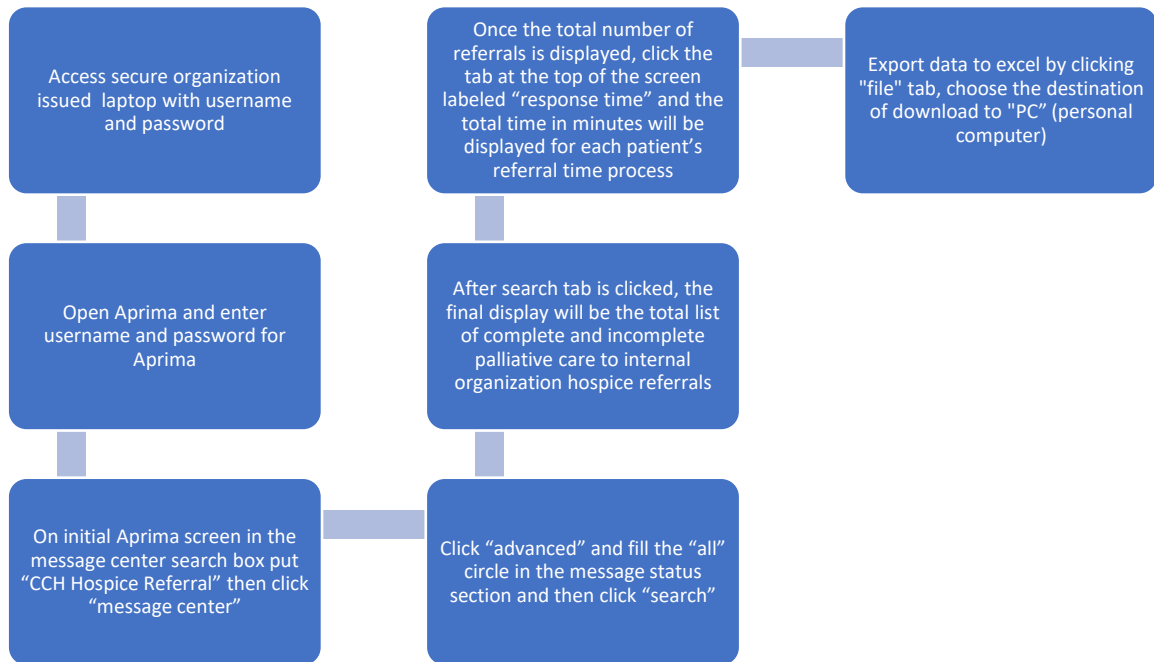 Access secure organization
issued  laptop with username
and password
Open Aprima and enter
username and password for
Aprima
On initial Aprima screen in the
message center search box put
“CCH Hospice Referral” then click
“message center”
Click “advanced” and fill the “all”
circle in the message status
section and then click “search”
After search tab is clicked, the
final display will be the total list
of complete and incomplete
palliative care to internal
organization hospice referrals
Once the total number of
referrals is displayed, click the
tab at the top of the screen
labeled “response time” and the
total time in minutes will be
displayed for each patient’s
referral time process
Export data to excel by clicking
"file" tab, choose the destination
of download to "PC” (personal
computer)